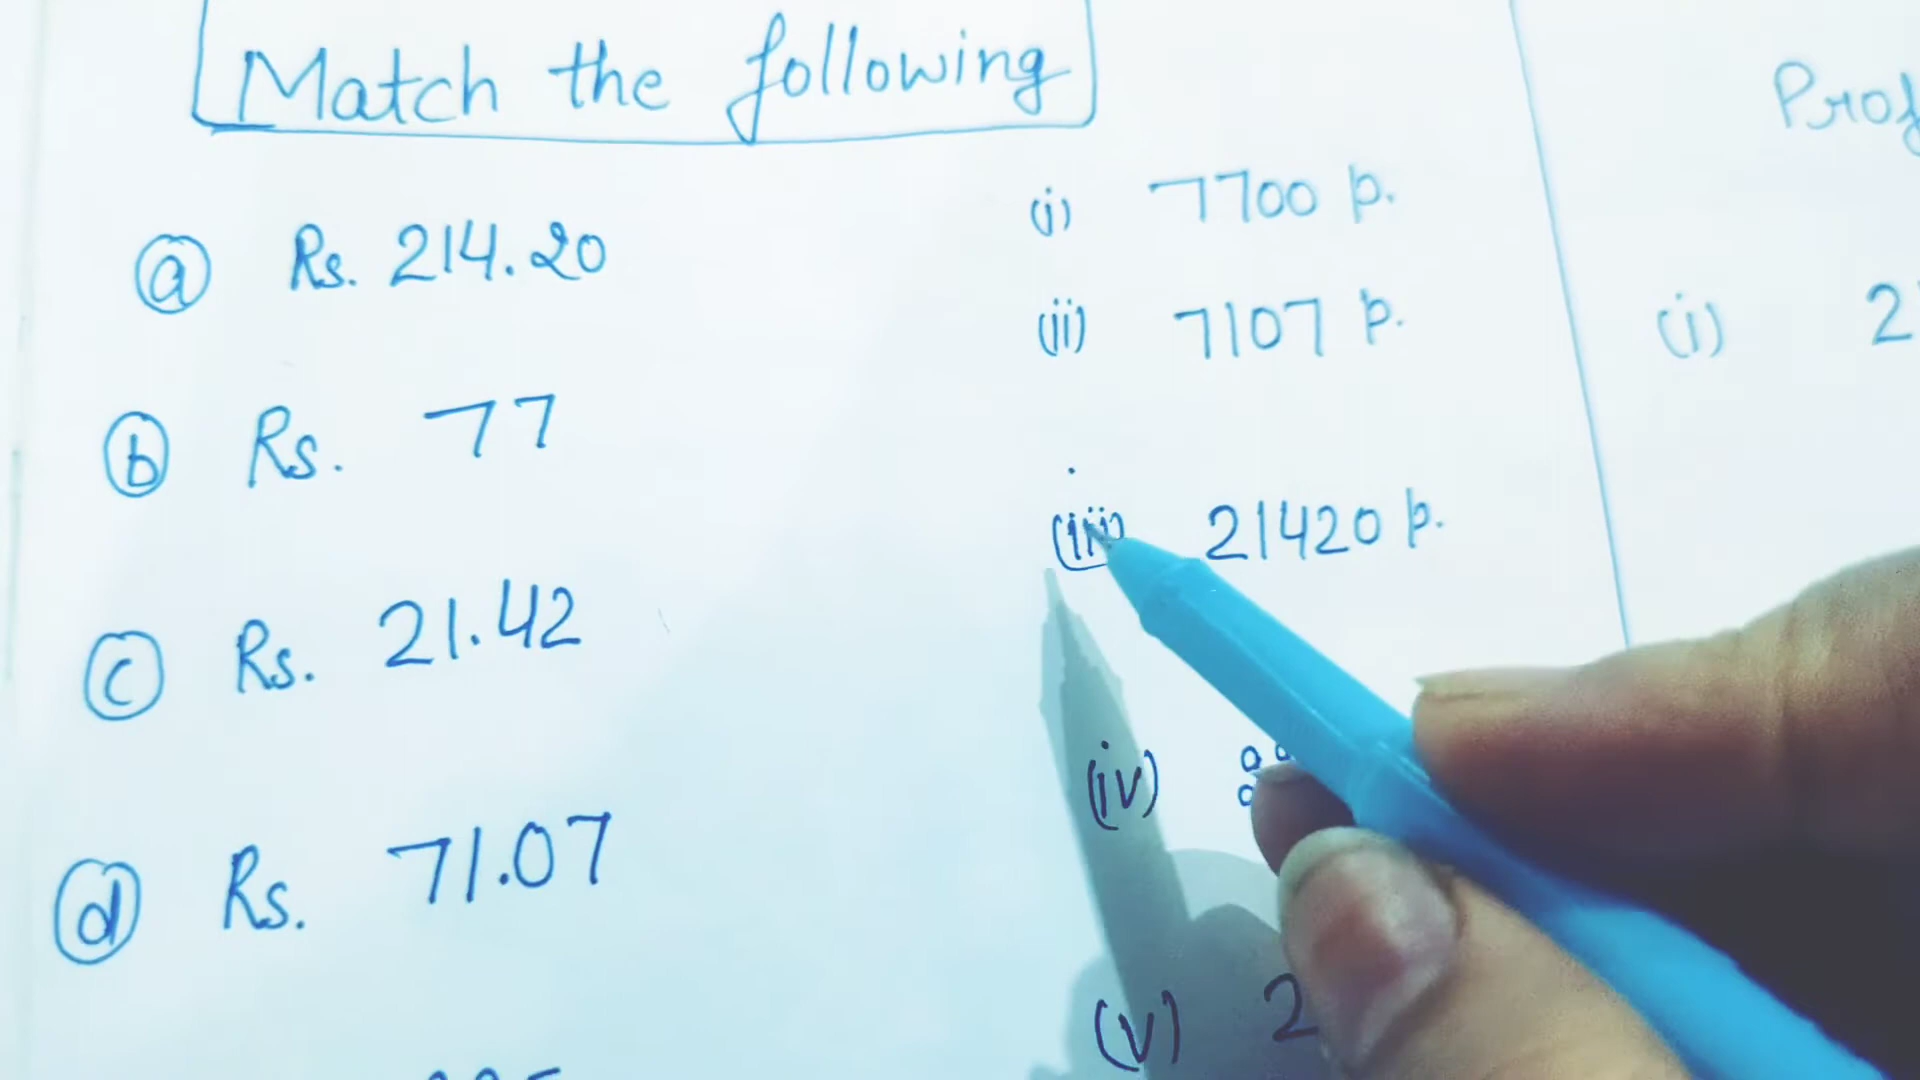 Match the following
(a) Rs. 214.20
(i) 7700 p.
(ii) 7107 p.
(b) Rs. 77
(iii) 21420 p.
(c) Rs. 21.42
(iv)
(d) Rs. 71.07
(v) 2
(i) 2